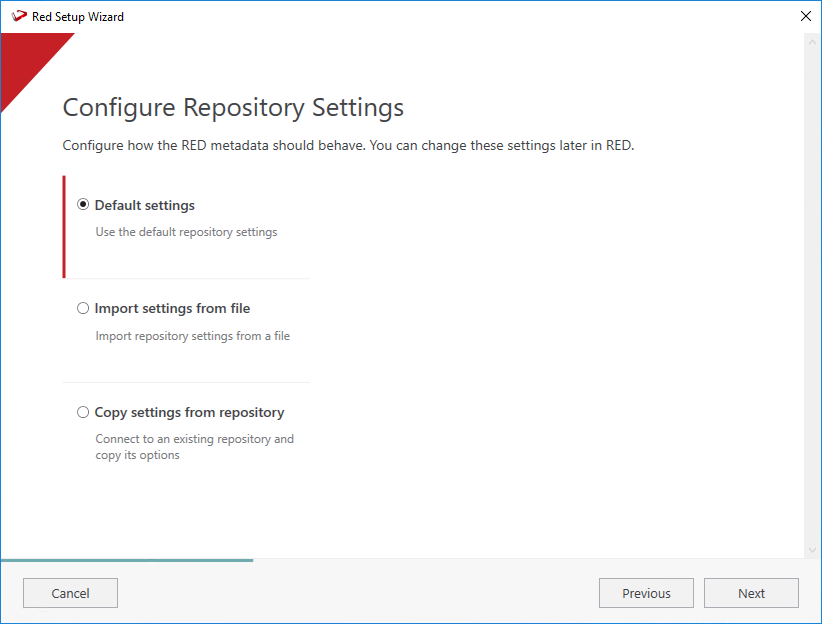 Red Setup Wizard
Configure Repository Settings
Configure how the RED metadata should behave. You can change these settings later in RED.
Default settings
Use the default repository settings
Import settings from file
Import repository settings from a file
Copy settings from repository
Connect to an existing repository and
copy its options
Cancel
Previous
Next